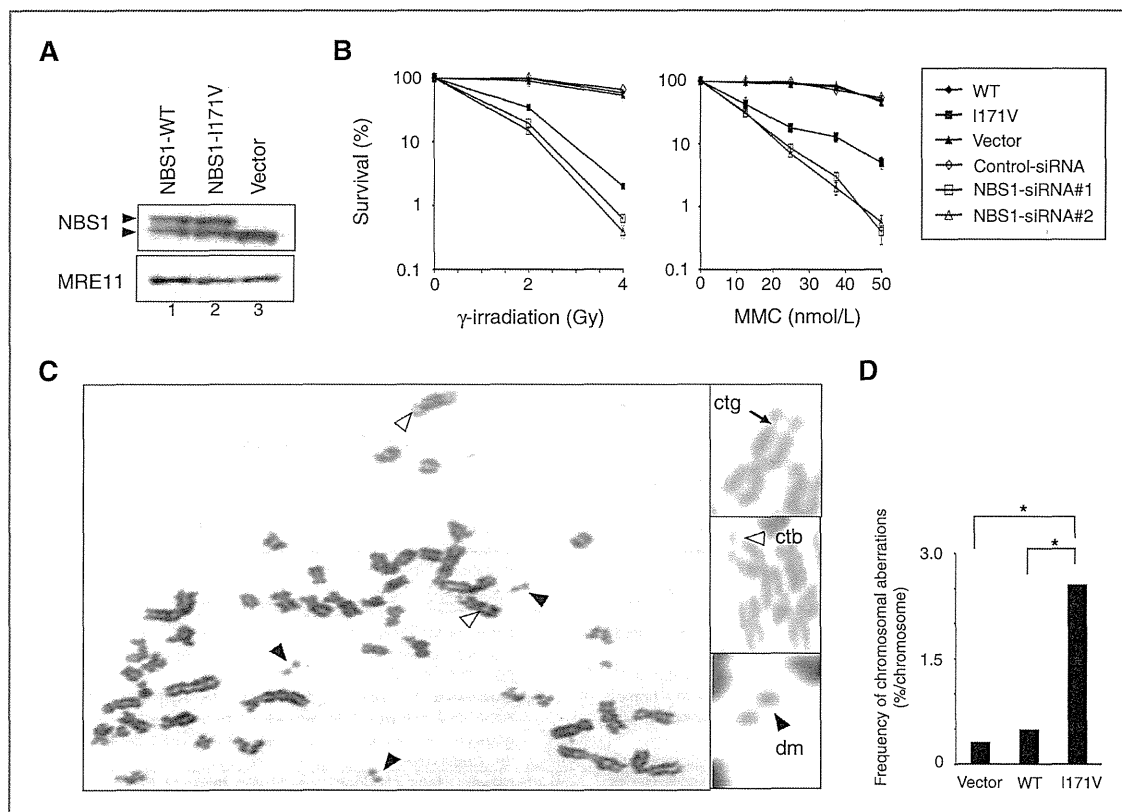 A
NBS1-WT
NBS1-I171V
Vector
NBS1
MRE11
1 2 3
B
Survival (%)
100
10
1
0.1
0 2 4
γ-irradiation (Gy)
100
10
1
0.1
0 10 20 30 40 50
MMC (nmol/L)
WT
I171V
Vector
Control-siRNA
NBS1-siRNA#1
NBS1-siRNA#2
C
ctg
ctb
dm
D
Frequency of chromosomal aberrations
(%/chromosome)
* 
*
3.0
1.5
0
Vector WT I171V